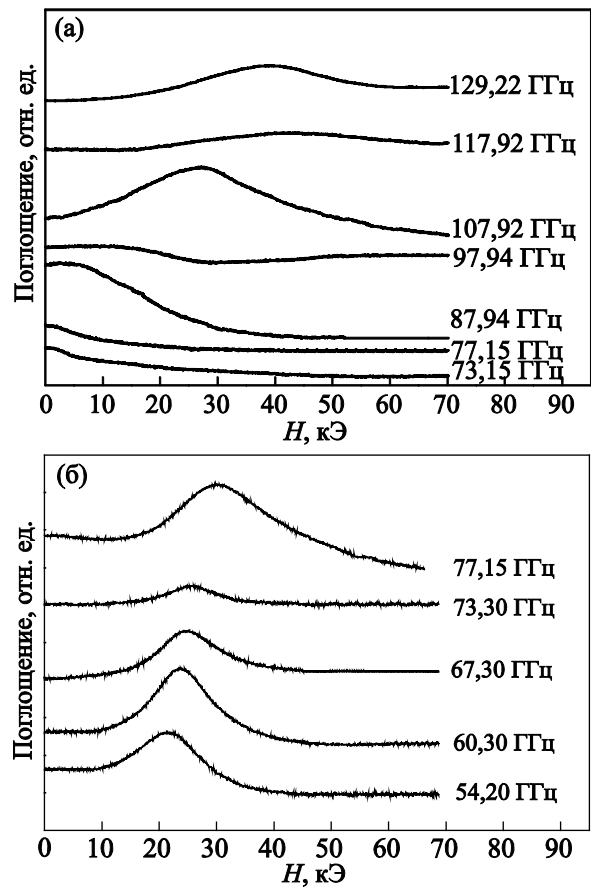 (а)
Поглощение, отн. ед.
129,22 ГГц
117,92 ГГц
107,92 ГГц
97,94 ГГц
87,94 ГГц
77,15 ГГц
73,15 ГГц
0 10 20 30 40 50 60 70 80 90
H, кЭ
(б)
Поглощение, отн. ед.
77,15 ГГц
73,30 ГГц
67,30 ГГц
60,30 ГГц
54,20 ГГц
0 10 20 30 40 50 60 70 80 90
H, кЭ